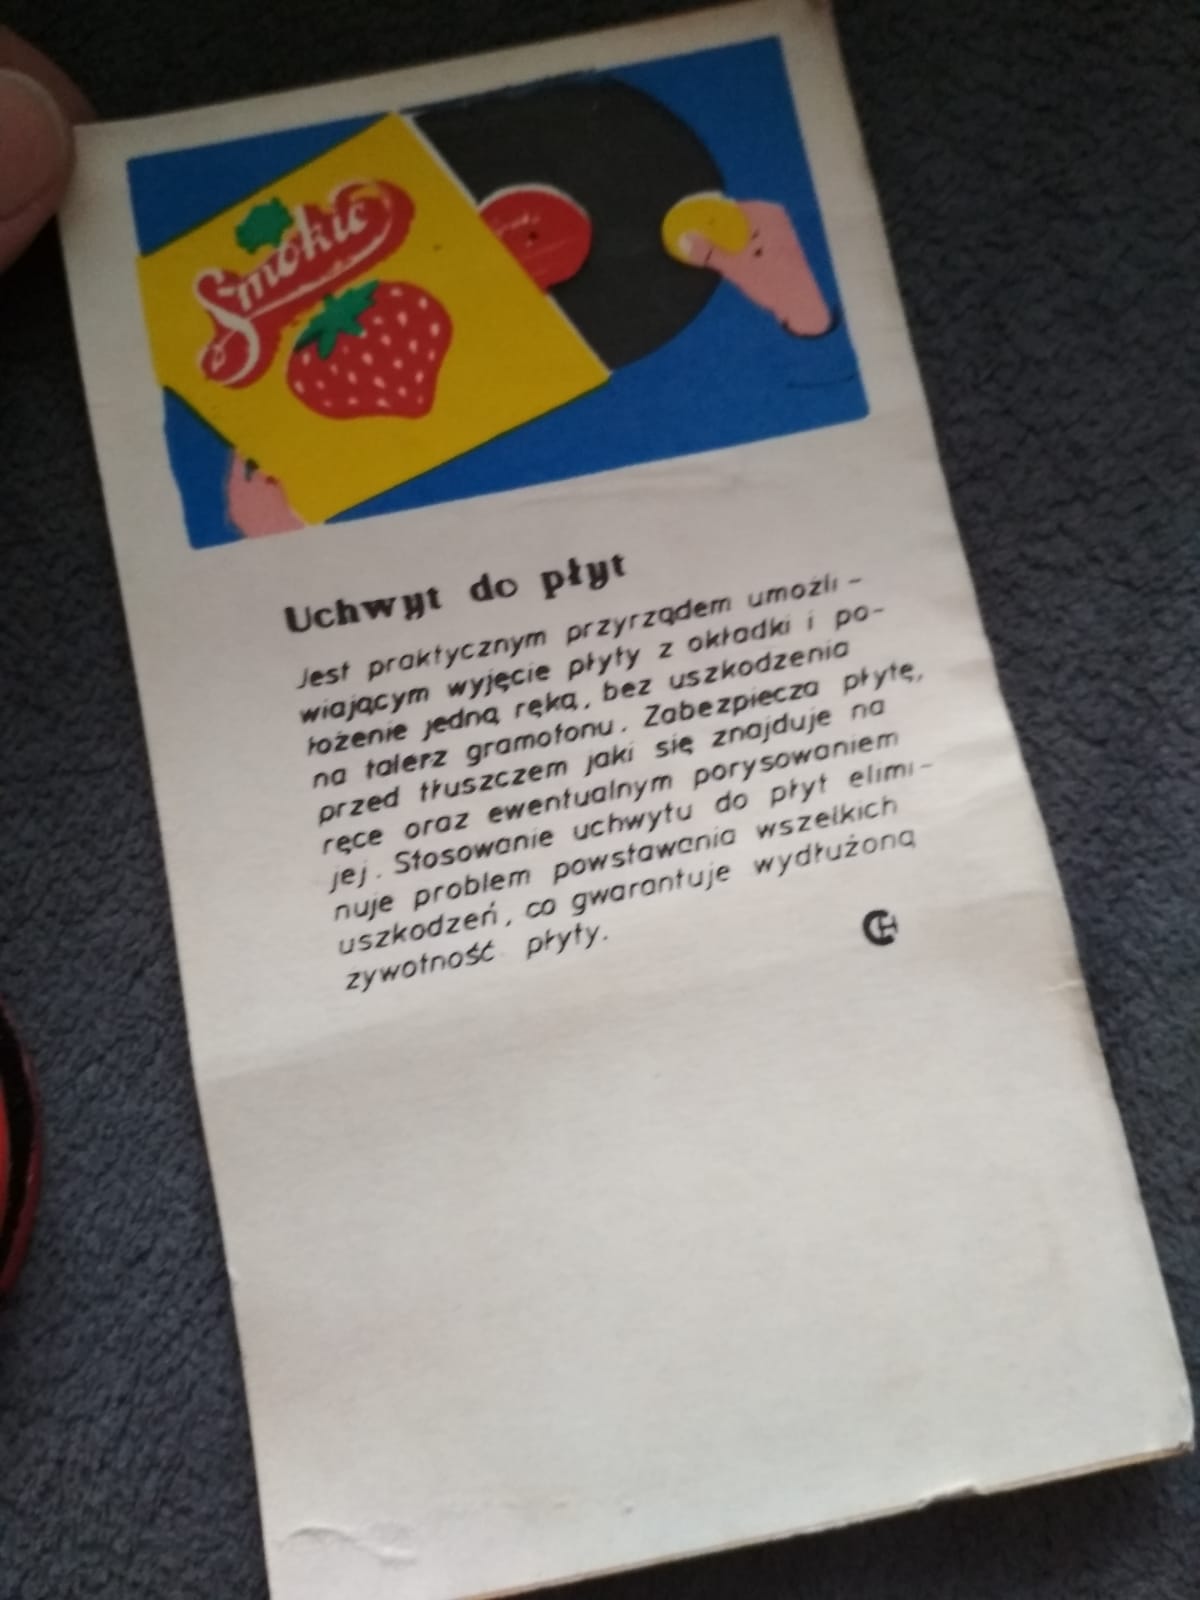 Smokie
Uchwyt do płyt
Jest praktycznym przyrządem umożli-
wiającym wyjęcie płyty z okładki i po-
łożenie jedną ręką, bez uszkodzenia
na talerz gramofonu. Zabezpiecza płytę,
przed tłuszczem jaki się znajduje na
ręce oraz ewentualnym porysowaniem
jej. Stosowanie uchwytu do płyt elimi-
nuje problem powstawania wszelkich
uszkodzeń, co gwarantuje wydłużoną
żywotność płyty.
CH